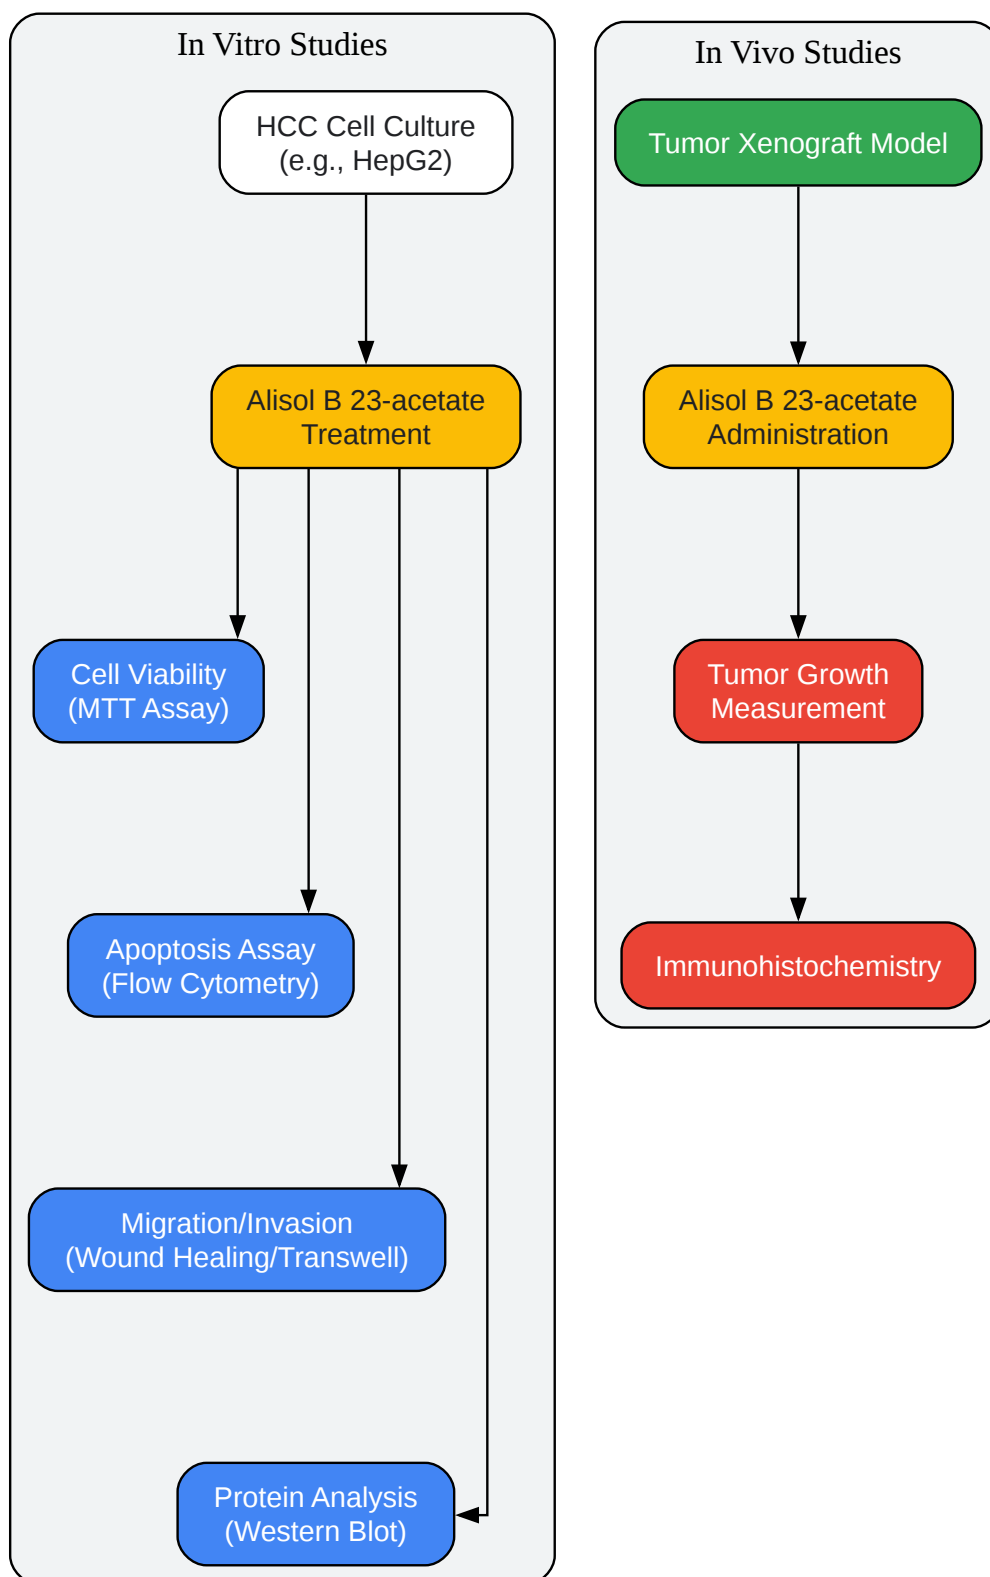 In Vitro Studies
HCC Cell Culture
(e.g., HepG2)
Alisol B 23-acetate
Treatment
Cell Viability
(MTT Assay)
Apoptosis Assay
(Flow Cytometry)
Migration/Invasion
(Wound Healing/Transwell)
Protein Analysis
(Western Blot)
In Vivo Studies
Tumor Xenograft Model
Alisol B 23-acetate
Administration
Tumor Growth
Measurement
Immunohistochemistry